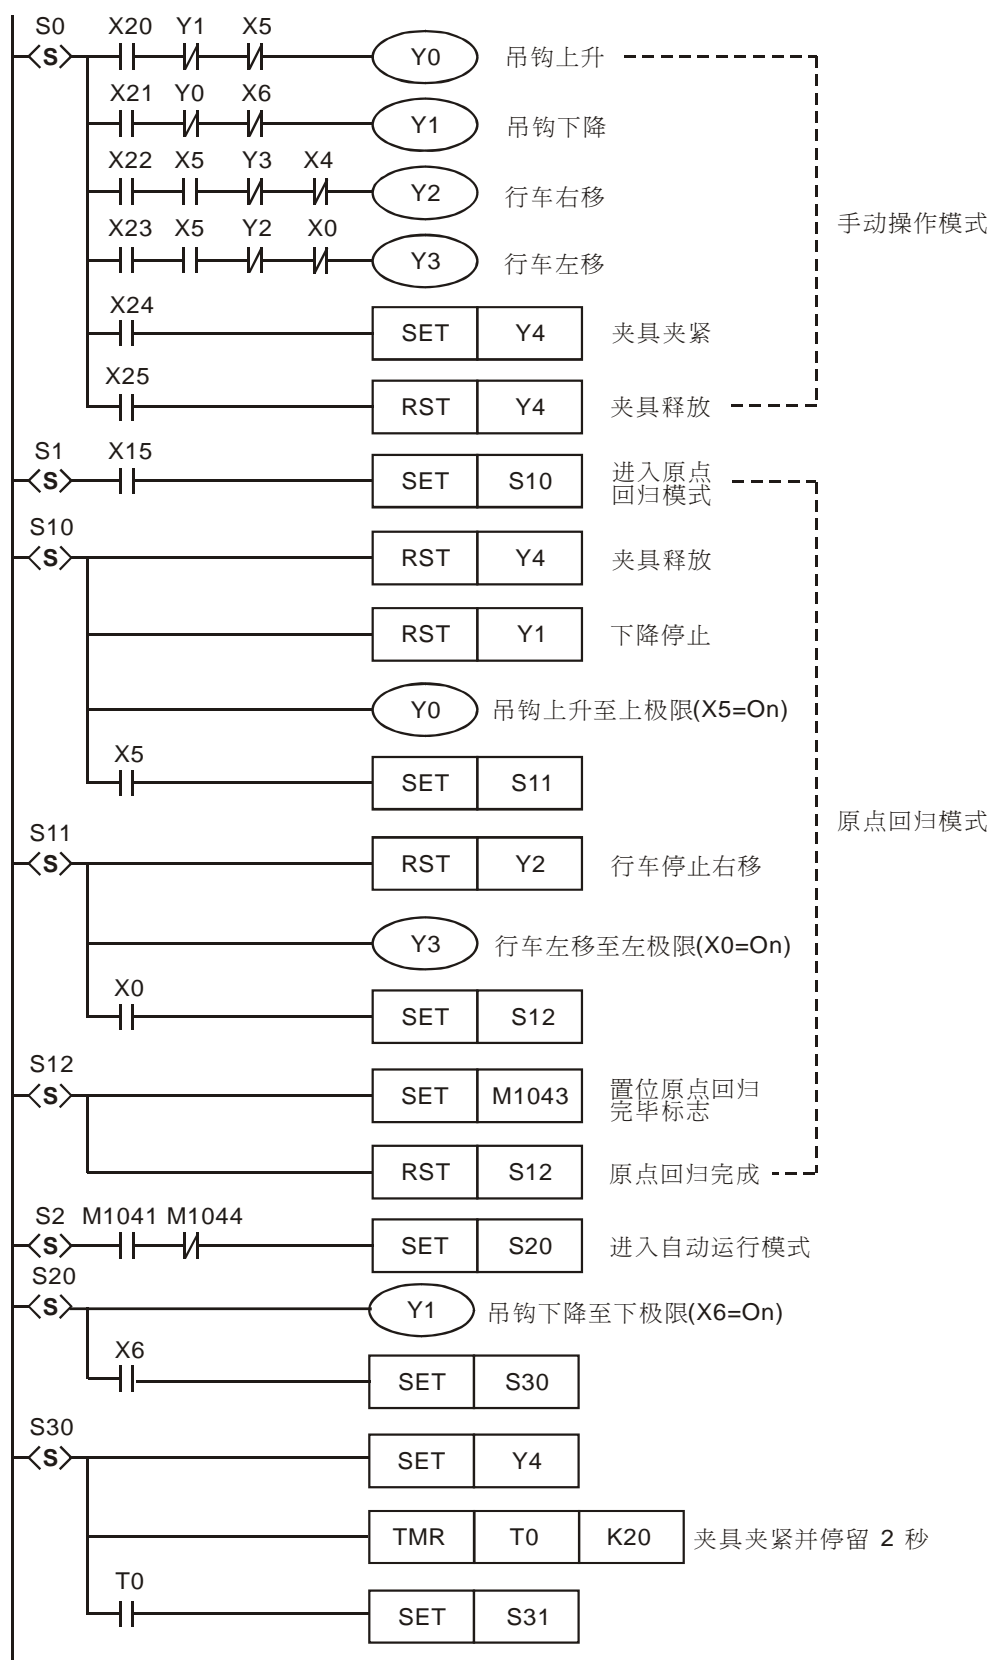 S0 X20 Y1 X5
S Y0 吊钩上升
X21 Y0 X6
Y1 吊钩下降
X22 X5 Y3 X4
Y2 行车右移
手动操作模式
X23 X5 Y2 X0
Y3 行车左移
X24
SET Y4 夹具夹紧
X25
RST Y4 夹具释放
S1 X15
S SET S10 进入原点
回归模式
S10
S RST Y4 夹具释放
RST Y1 下降停止
Y0 吊钩上升至上极限(X5=On)
X5
SET S11
原点回归模式
S11
S RST Y2 行车停止右移
Y3 行车左移至左极限(X0=On)
X0
SET S12
S12
S SET M1043 置位原点回归
完毕标志
RST S12 原点回归完成
S2 M1041 M1044
S SET S20 进入自动运行模式
S20
S Y1 吊钩下降至下极限(X6=On)
X6
SET S30
S30
S SET Y4
TMR T0 K20 夹具夹紧并停留 2 秒
T0
SET S31